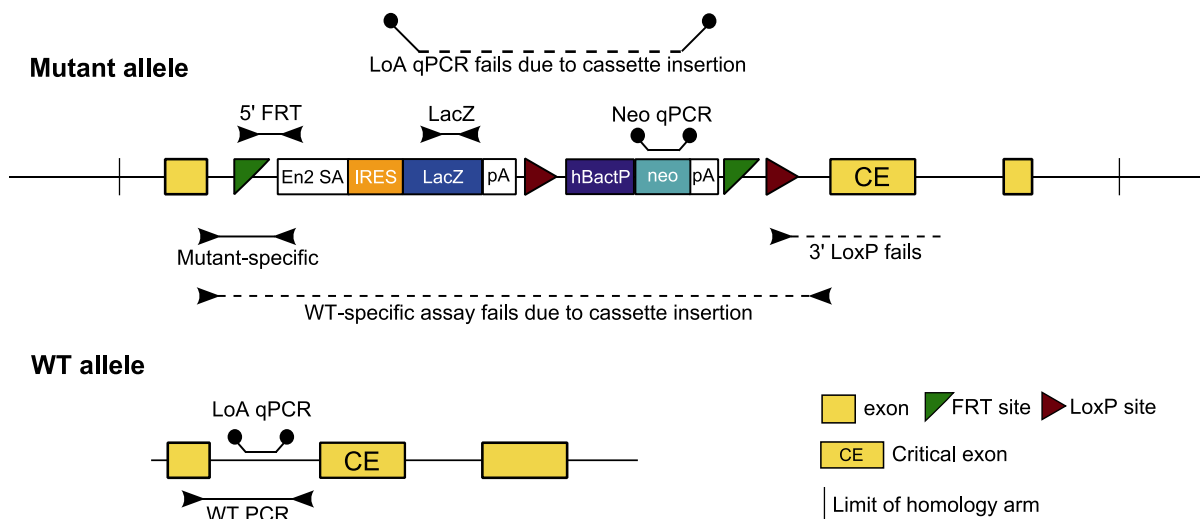 LoA qPCR fails due to cassette insertion
Mutant allele
5' FRT
LacZ
Neo qPCR
En2 SA
IRES
LacZ
pA
hBactP
neo
pA
CE
Mutant-specific
3' LoxP fails
WT-specific assay fails due to cassette insertion
WT allele
LoA qPCR
CE
WT PCR
exon
FRT site
LoxP site
CE
Critical exon
Limit of homology arm